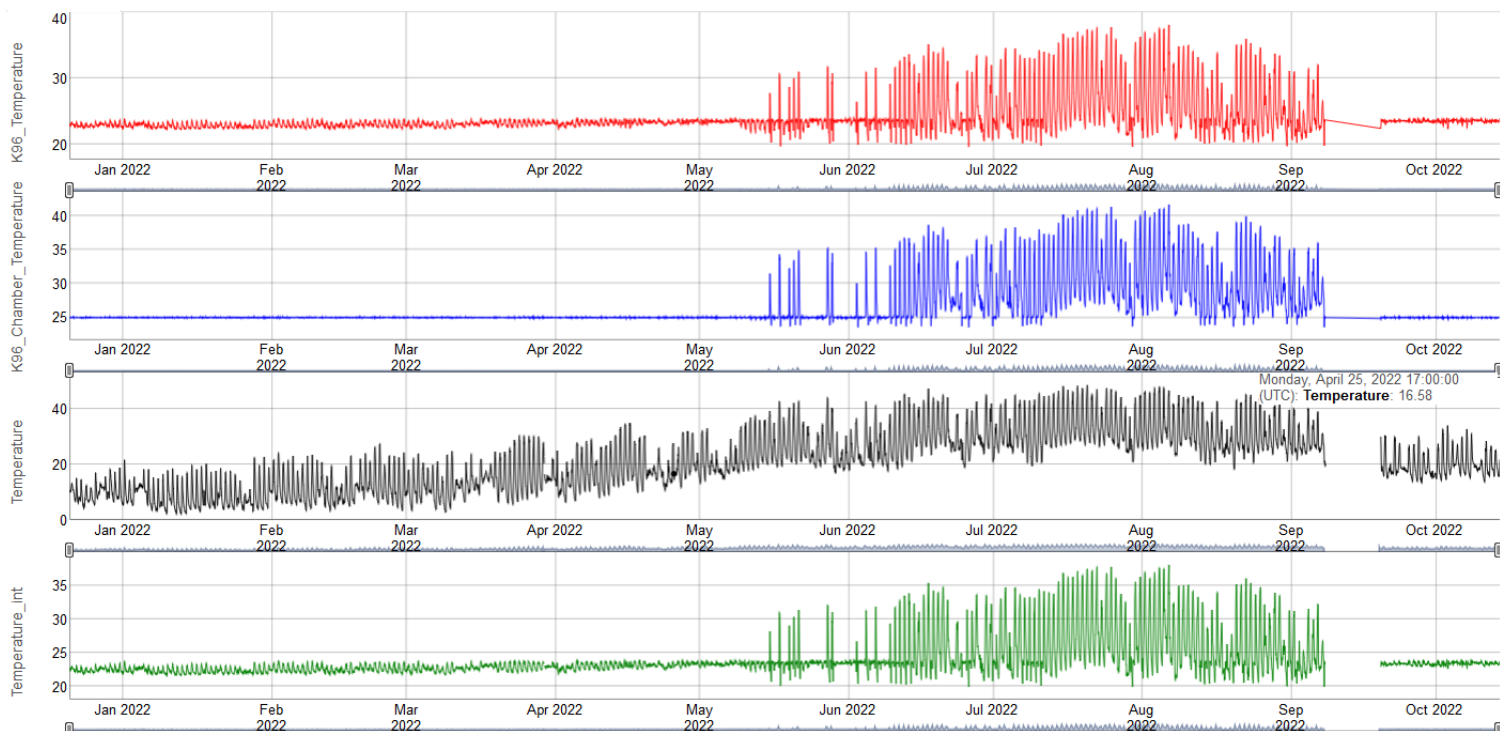 K96_Temperature
40
30
20
Jan 2022
Feb
2022
Mar
2022
Apr 2022
May
2022
Jun 2022
Jul 2022
Aug
2022
Sep
2022
Oct 2022
K96_Chamber_Temperature
40
35
30
25
Jan 2022
Feb
2022
Mar
2022
Apr 2022
May
2022
Jun 2022
Jul 2022
Aug
2022
Sep
2022
Oct 2022
Monday, April 25, 2022 17:00:00
(UTC): Temperature: 16.58
Temperature
40
20
0
Jan 2022
Feb
2022
Mar
2022
Apr 2022
May
2022
Jun 2022
Jul 2022
Aug
2022
Sep
2022
Oct 2022
Temperature_Int
35
30
25
20
Jan 2022
Feb
2022
Mar
2022
Apr 2022
May
2022
Jun 2022
Jul 2022
Aug
2022
Sep
2022
Oct 2022